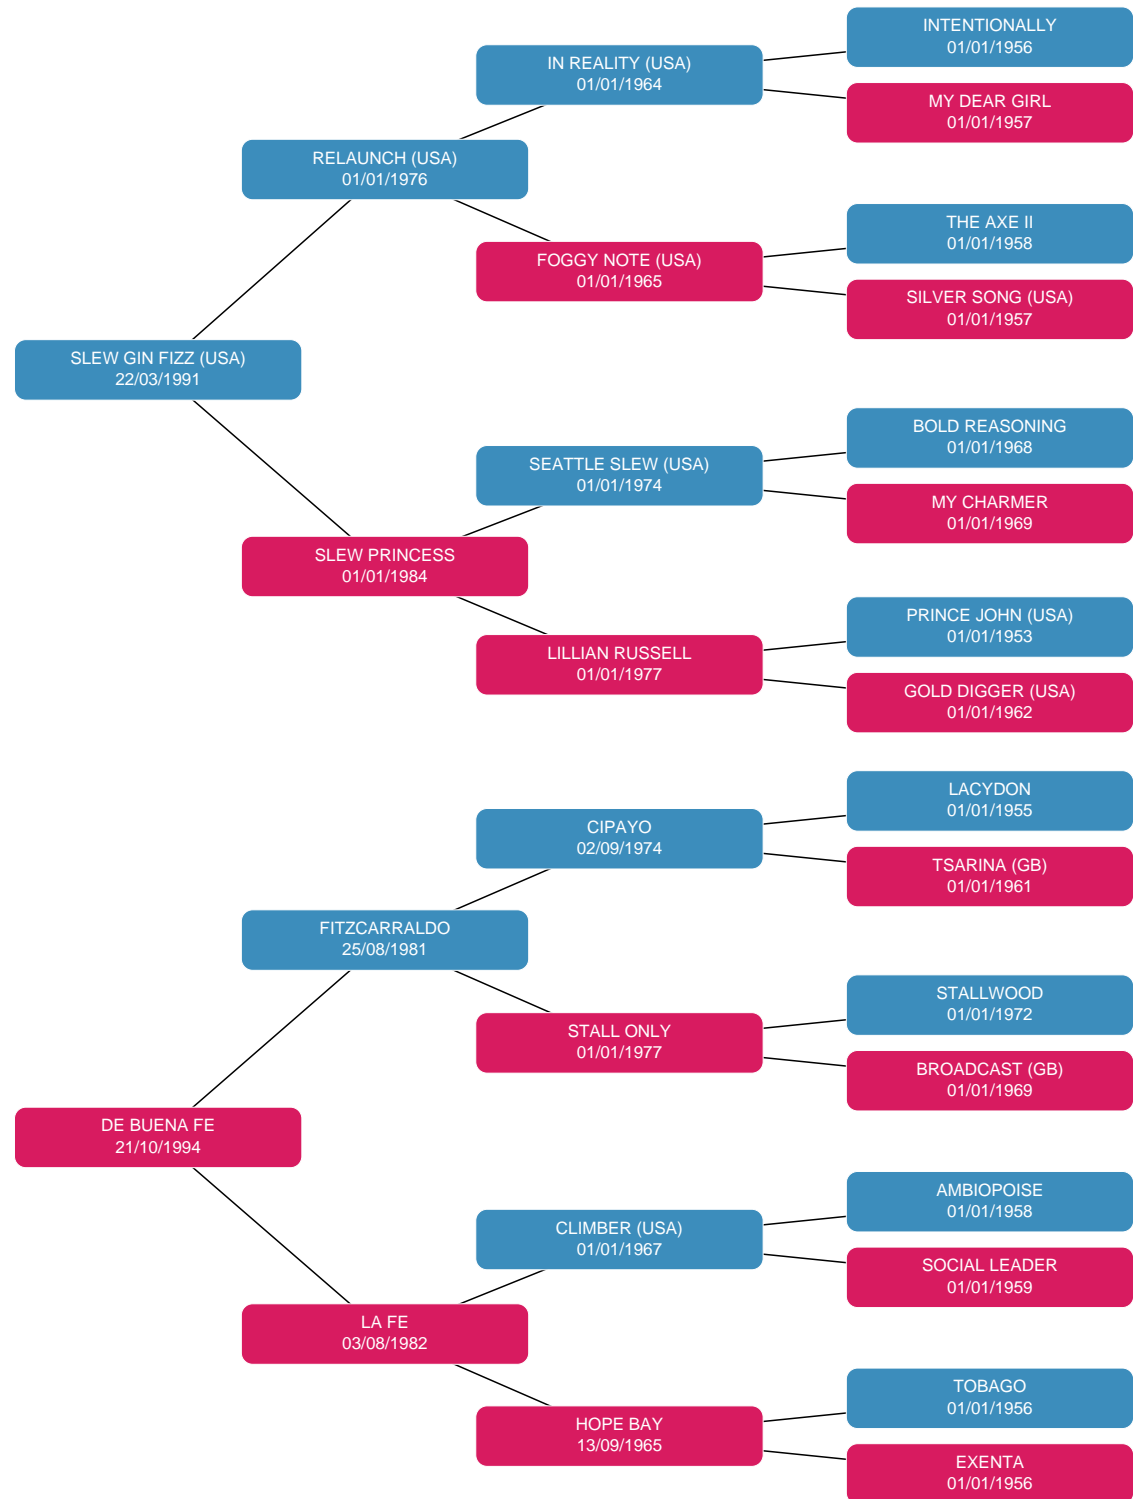 INTENTIONALLY
01/01/1956
IN REALITY (USA)
01/01/1964
MY DEAR GIRL
01/01/1957
RELAUNCH (USA)
01/01/1976
THE AXE II
01/01/1958
FOGGY NOTE (USA)
01/01/1965
SILVER SONG (USA)
01/01/1957
SLEW GIN FIZZ (USA)
22/03/1991
BOLD REASONING
01/01/1968
SEATTLE SLEW (USA)
01/01/1974
MY CHARMER
01/01/1969
SLEW PRINCESS
01/01/1984
PRINCE JOHN (USA)
01/01/1953
LILLIAN RUSSELL
01/01/1977
GOLD DIGGER (USA)
01/01/1962
LACYDON
01/01/1955
CIPAYO
02/09/1974
TSARINA (GB)
01/01/1961
FITZCARRALDO
25/08/1981
STALLWOOD
01/01/1972
STALL ONLY
01/01/1977
BROADCAST (GB)
01/01/1969
DE BUENA FE
21/10/1994
AMBIOPOISE
01/01/1958
CLIMBER (USA)
01/01/1967
SOCIAL LEADER
01/01/1959
LA FE
03/08/1982
TOBAGO
01/01/1956
HOPE BAY
13/09/1965
EXENTA
01/01/1956